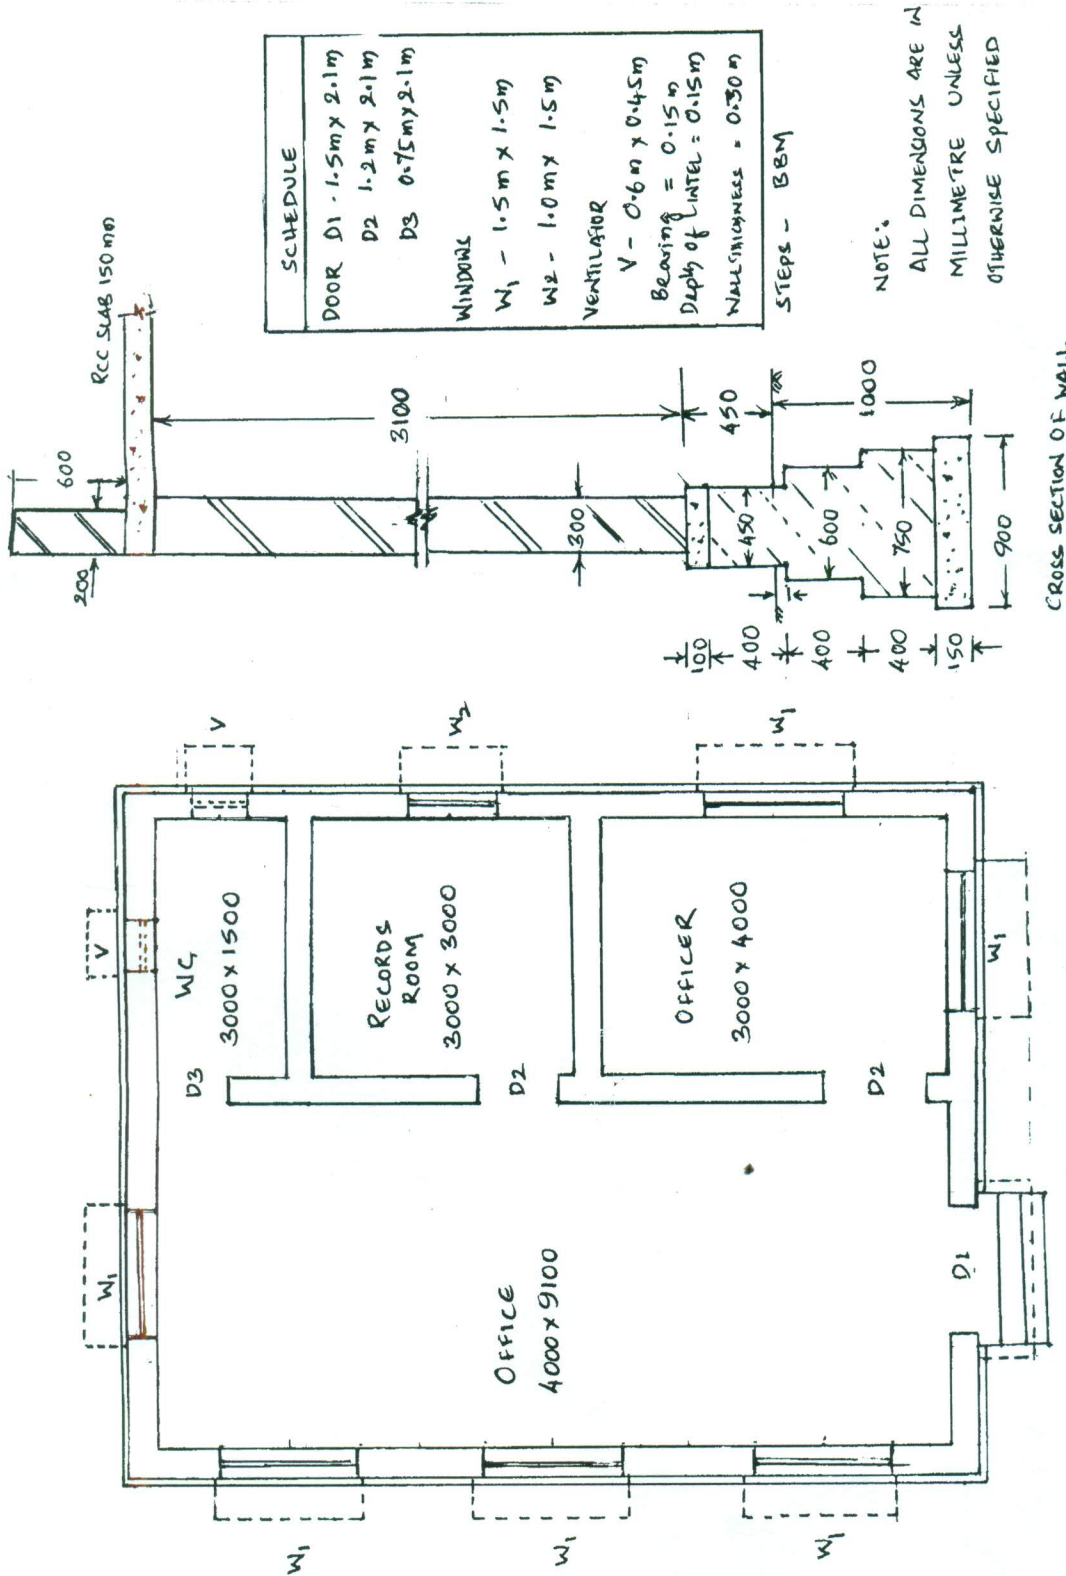 SCHEDULE
DOOR D1 - 1.5m x 2.1m
D2 1.2m x 2.1m
D3 0.75m x 2.1m
WINDOWS
W1 - 1.5m x 1.5m
W2 - 1.0m x 1.5m
VENTILATOR
V - 0.6m x 0.45m
Bearing = 0.15m
Depth of LINTEL = 0.15m
WALL THICKNESS = 0.30m
STEPS - BBM
NOTE:
ALL DIMENSIONS ARE IN
MILLIMETRE UNLESS
OTHERWISE SPECIFIED
RCC SLAB 150mm
600
200
3100
300
450
1000
100
400
400
400
150
450
600
750
900
CROSS SECTION OF WALL
W1
V
V
WC
3000 x 1500
D3
W2
RECORDS
ROOM
3000 x 3000
D2
W1
OFFICER
3000 x 4000
D2
W1
OFFICE
4000 x 9100
D1
W1
W1
W1